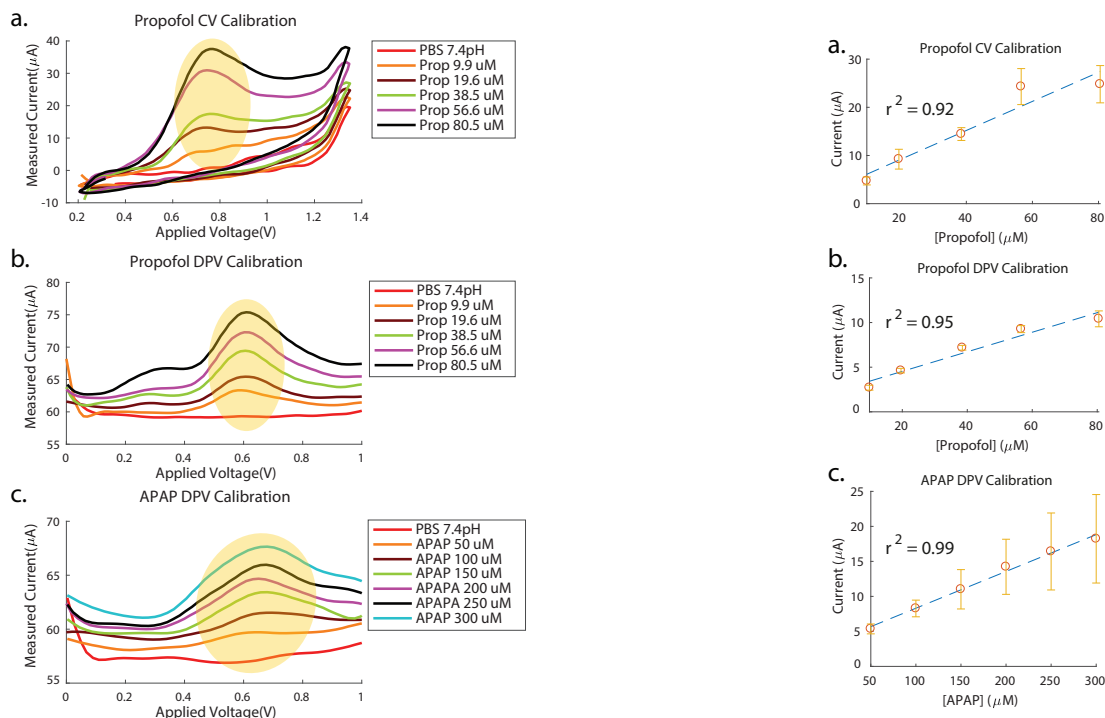 a.
Propofol CV Calibration
Measured Current(μA)
40
30
20
10
0
-10
0.2
0.4
0.6
0.8
1
1.2
1.4
Applied Voltage(V)
PBS 7.4pH
Prop 9.9 uM
Prop 19.6 uM
Prop 38.5 uM
Prop 56.6 uM
Prop 80.5 uM
b.
Propofol DPV Calibration
Measured Current(μA)
80
75
70
65
60
55
0
0.2
0.4
0.6
0.8
1
Applied Voltage(V)
PBS 7.4pH
Prop 9.9 uM
Prop 19.6 uM
Prop 38.5 uM
Prop 56.6 uM
Prop 80.5 uM
c.
APAP DPV Calibration
Measured Current(μA)
70
65
60
55
0
0.2
0.4
0.6
0.8
1
Applied Voltage(V)
PBS 7.4pH
APAP 50 uM
APAP 100 uM
APAP 150 uM
APAPA 200 uM
APAPA 250 uM
APAP 300 uM
a.
Propofol CV Calibration
Current (μA)
30
20
10
0
r² = 0.92
20
40
60
80
[Propofol] (μM)
b.
Propofol DPV Calibration
Current (μA)
15
10
5
0
r² = 0.95
20
40
60
80
[Propofol] (μM)
c.
APAP DPV Calibration
Current (μA)
25
20
15
10
5
0
r² = 0.99
50
100
150
200
250
300
[APAP] (μM)